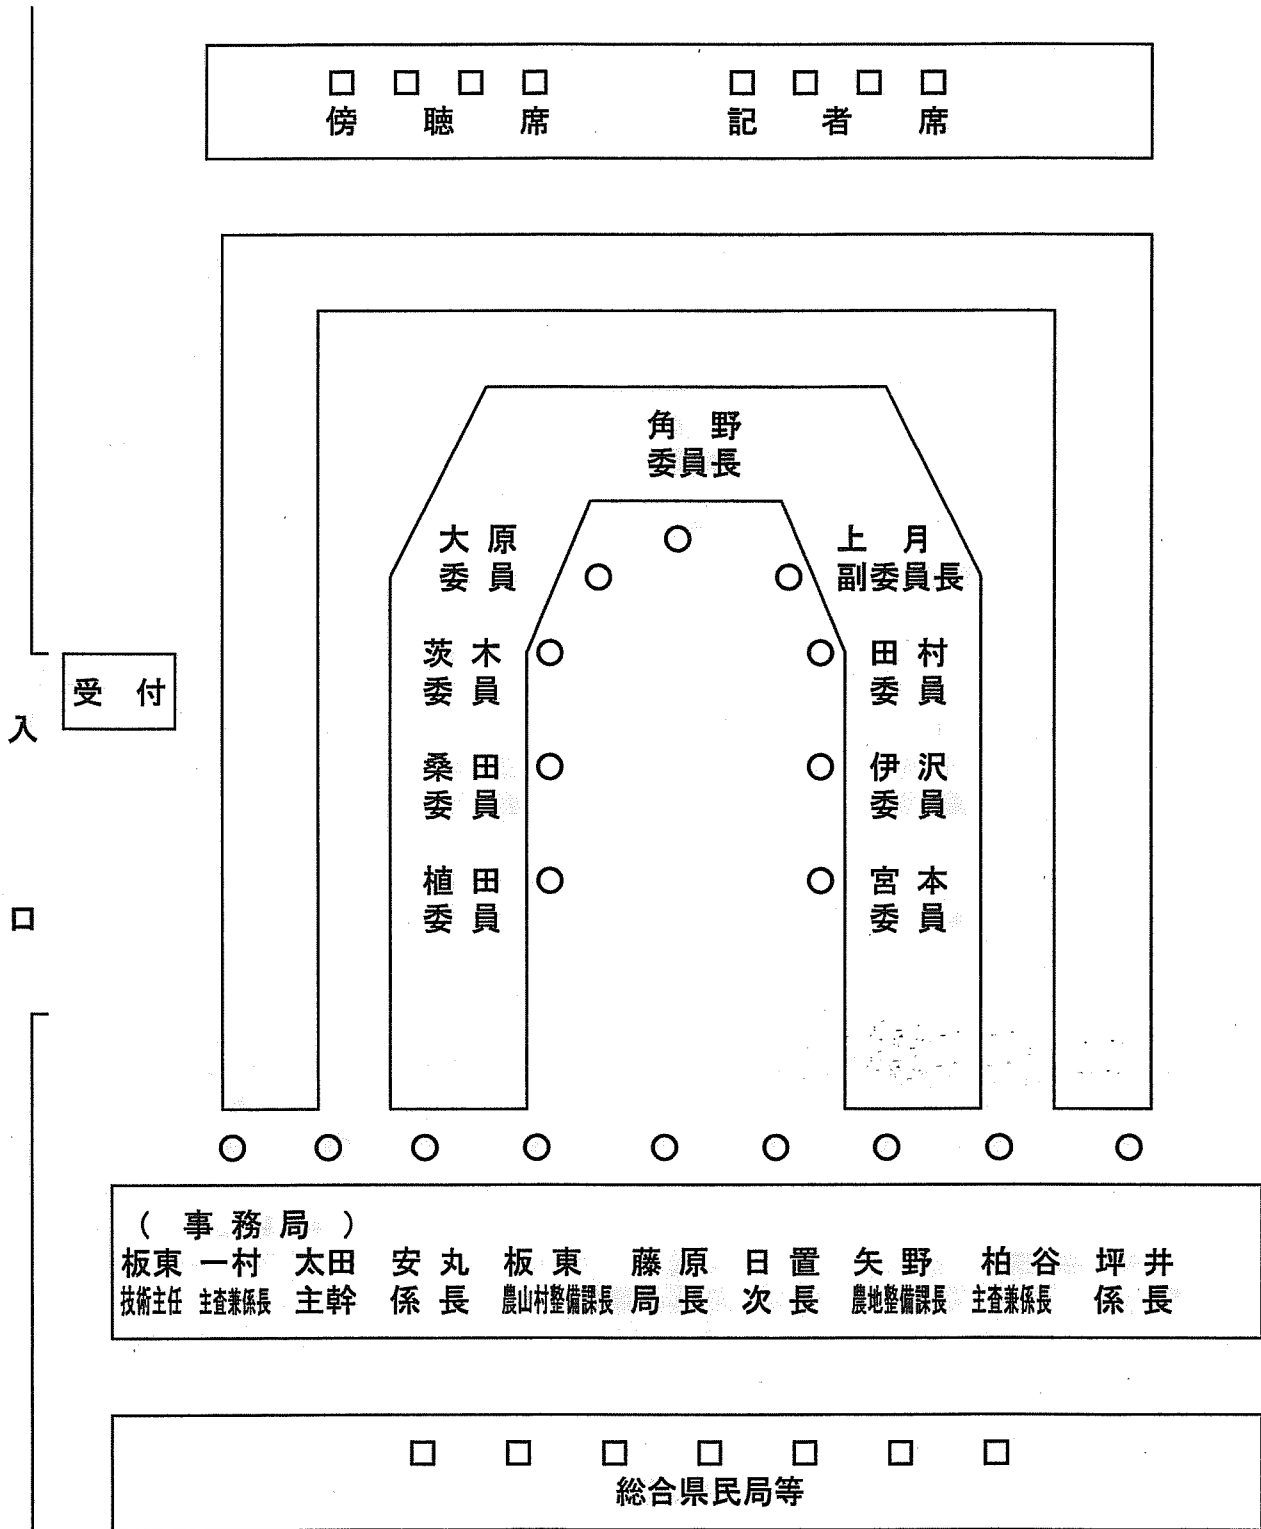 傍聴席 記者席
角野
委員長
大原
委員
上月
副委員長
茨木
委員
田村
委員
受付
桑田
委員
伊沢
委員
入口
植田
委員
宮本
委員
(事務局)
板東 一村 太田 安丸 板東 藤原 日置 矢野 柏谷 坪井
技術主任 主査兼係長 主幹 係長 農山村整備課長 局長 次長 農地整備課長 主査兼係長 係長
総合県民局等